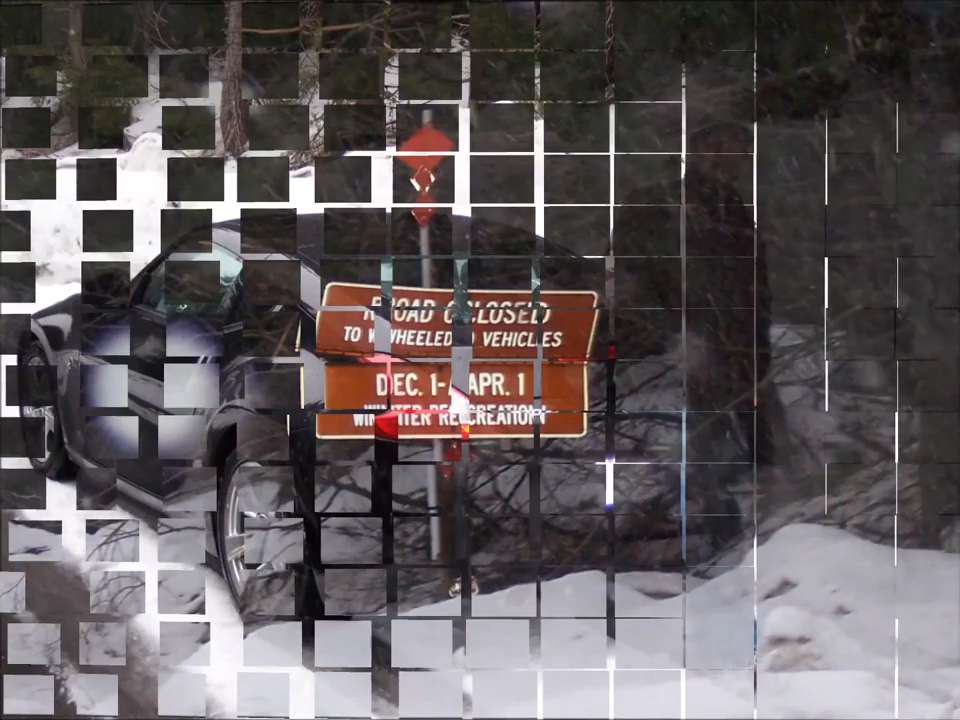 ROAD CLOSED
TO WHEELED VEHICLES
DEC. 1 - APR. 1
WINTER RECREATION